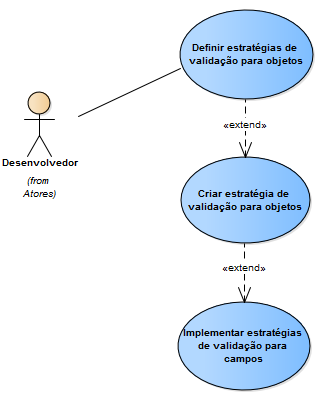 Definir estratégias de
validação para objetos
«extend»
Desenvolvedor
(from
Atores)
Criar estratégia de
validação para objetos
«extend»
Implementar estratégias
de validação para
campos